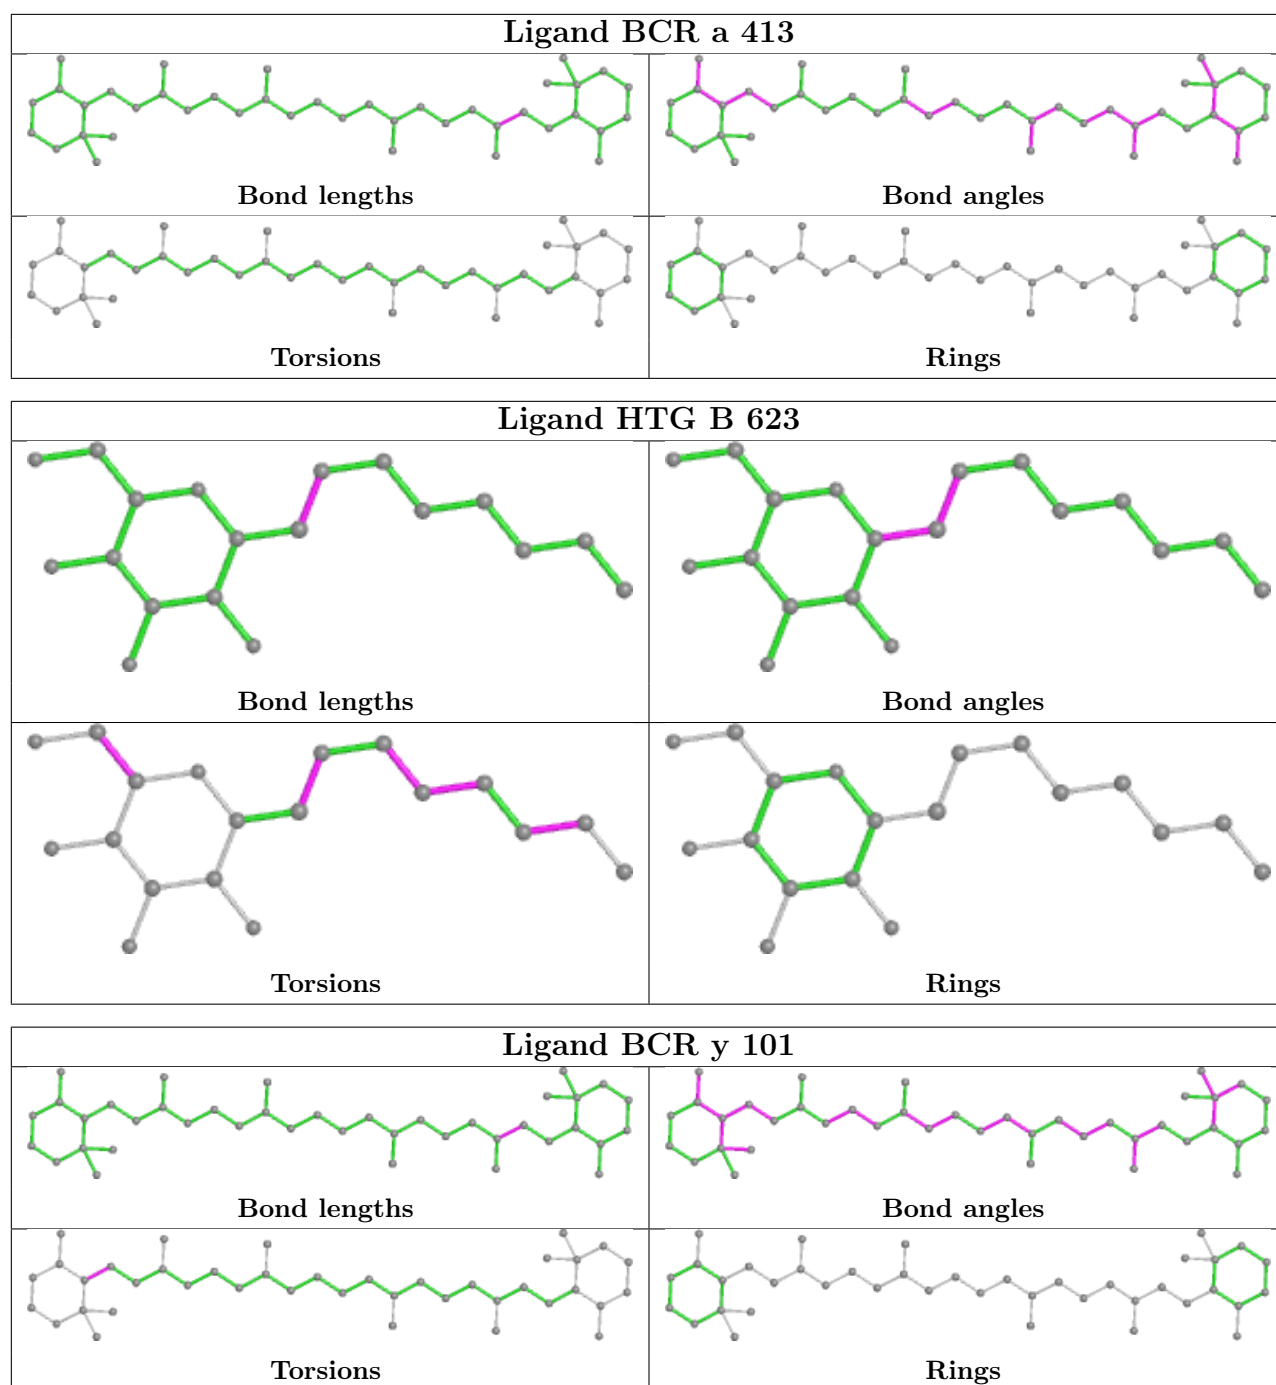 Ligand BCR a 413
Bond lengths
Bond angles
Torsions
Rings
Ligand HTG B 623
Bond lengths
Bond angles
Torsions
Rings
Ligand BCR y 101
Bond lengths
Bond angles
Torsions
Rings